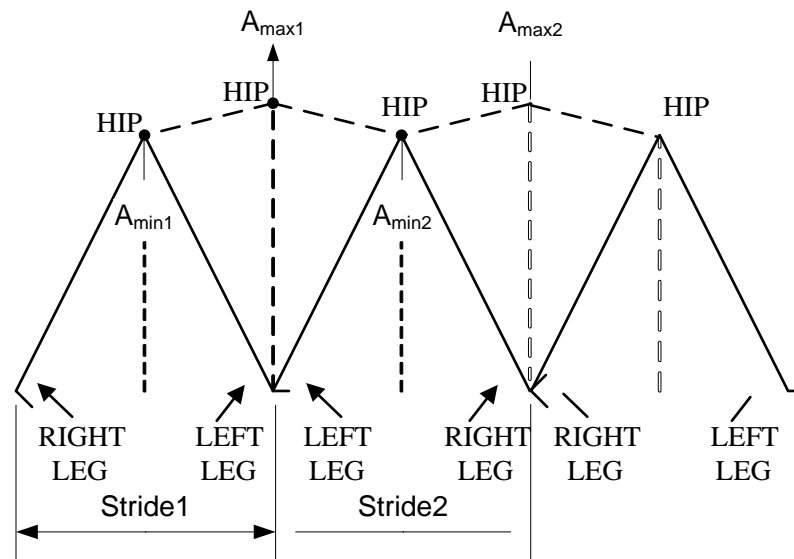 Amax1 Amax2
HIP HIP HIP
HIP HIP
Amin1 Amin2
RIGHT LEG
LEFT LEG
LEFT LEG
RIGHT LEG
RIGHT LEG
LEFT LEG
Stride1 Stride2